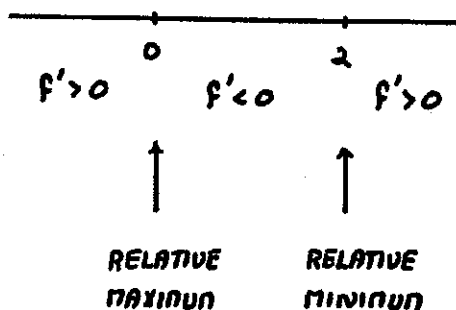 0 2
f'>0 f'<0 f'>0
RELATIVE RELATIVE
MAXIMUM MINIMUM